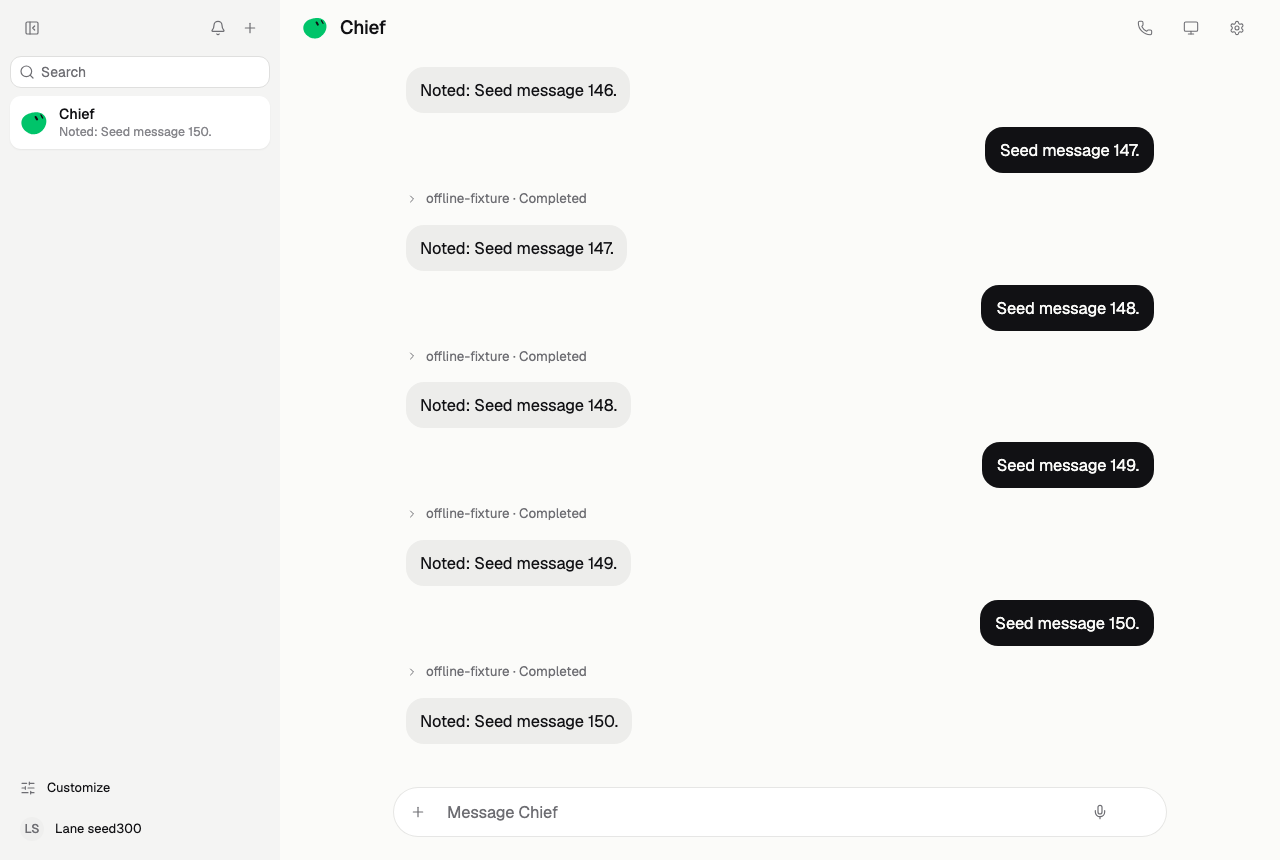 Search
Chief
Noted: Seed message 150.
Customize
LS
Lane seed300
Chief
Noted: Seed message 146.
Seed message 147.
offline-fixture · Completed
Noted: Seed message 147.
Seed message 148.
offline-fixture · Completed
Noted: Seed message 148.
Seed message 149.
offline-fixture · Completed
Noted: Seed message 149.
Seed message 150.
offline-fixture · Completed
Noted: Seed message 150.
Message Chief